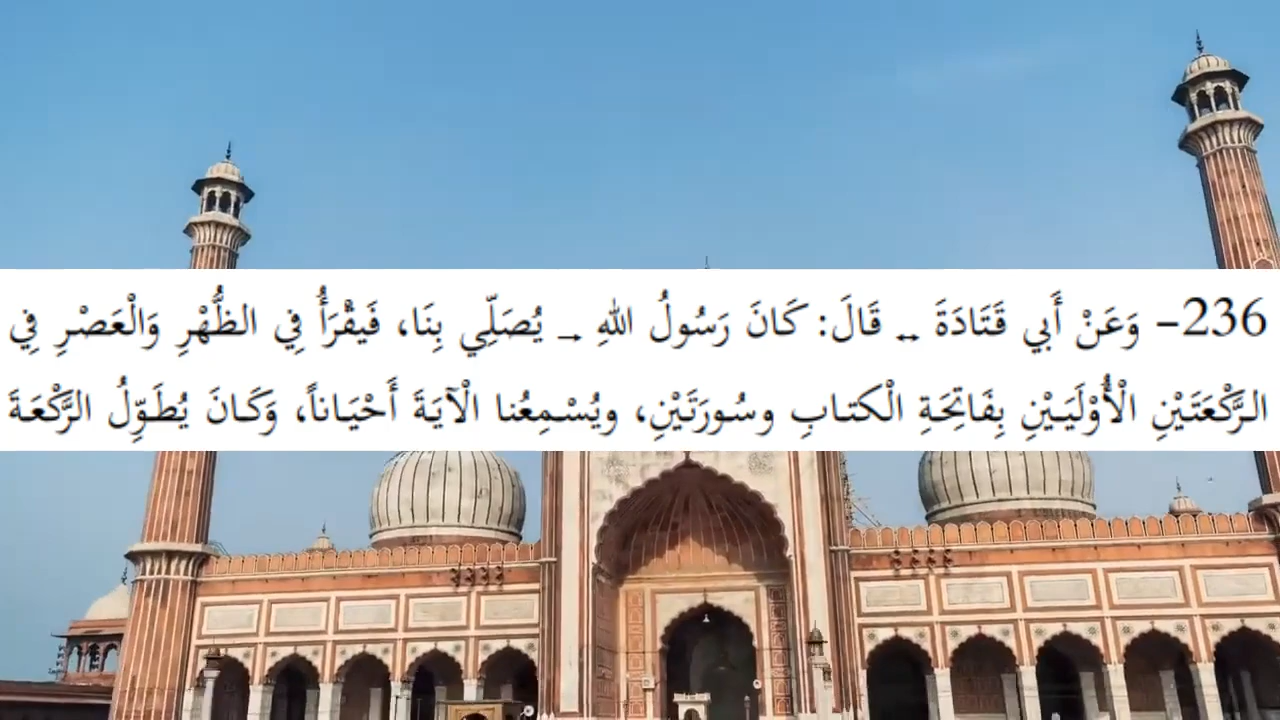 236- وَعَنْ أَبي قَتَادَةَ ـ قَالَ: كَانَ رَسُولُ اللهِ ـ يُصَلِّي بِنَا، فَيَقْرَأُ فِي الظُّهْرِ وَالْعَصْرِ فِي
الرَّكْعَتَيْنِ الْأُوْلَيَيْنِ بِفَاتِحَةِ الْكتابِ وسُورَتَيْنِ، ويُسْمِعُنا الْآيَةَ أَحْيَاناً، وَكَانَ يُطَوِّلُ الرَّكْعَةَ